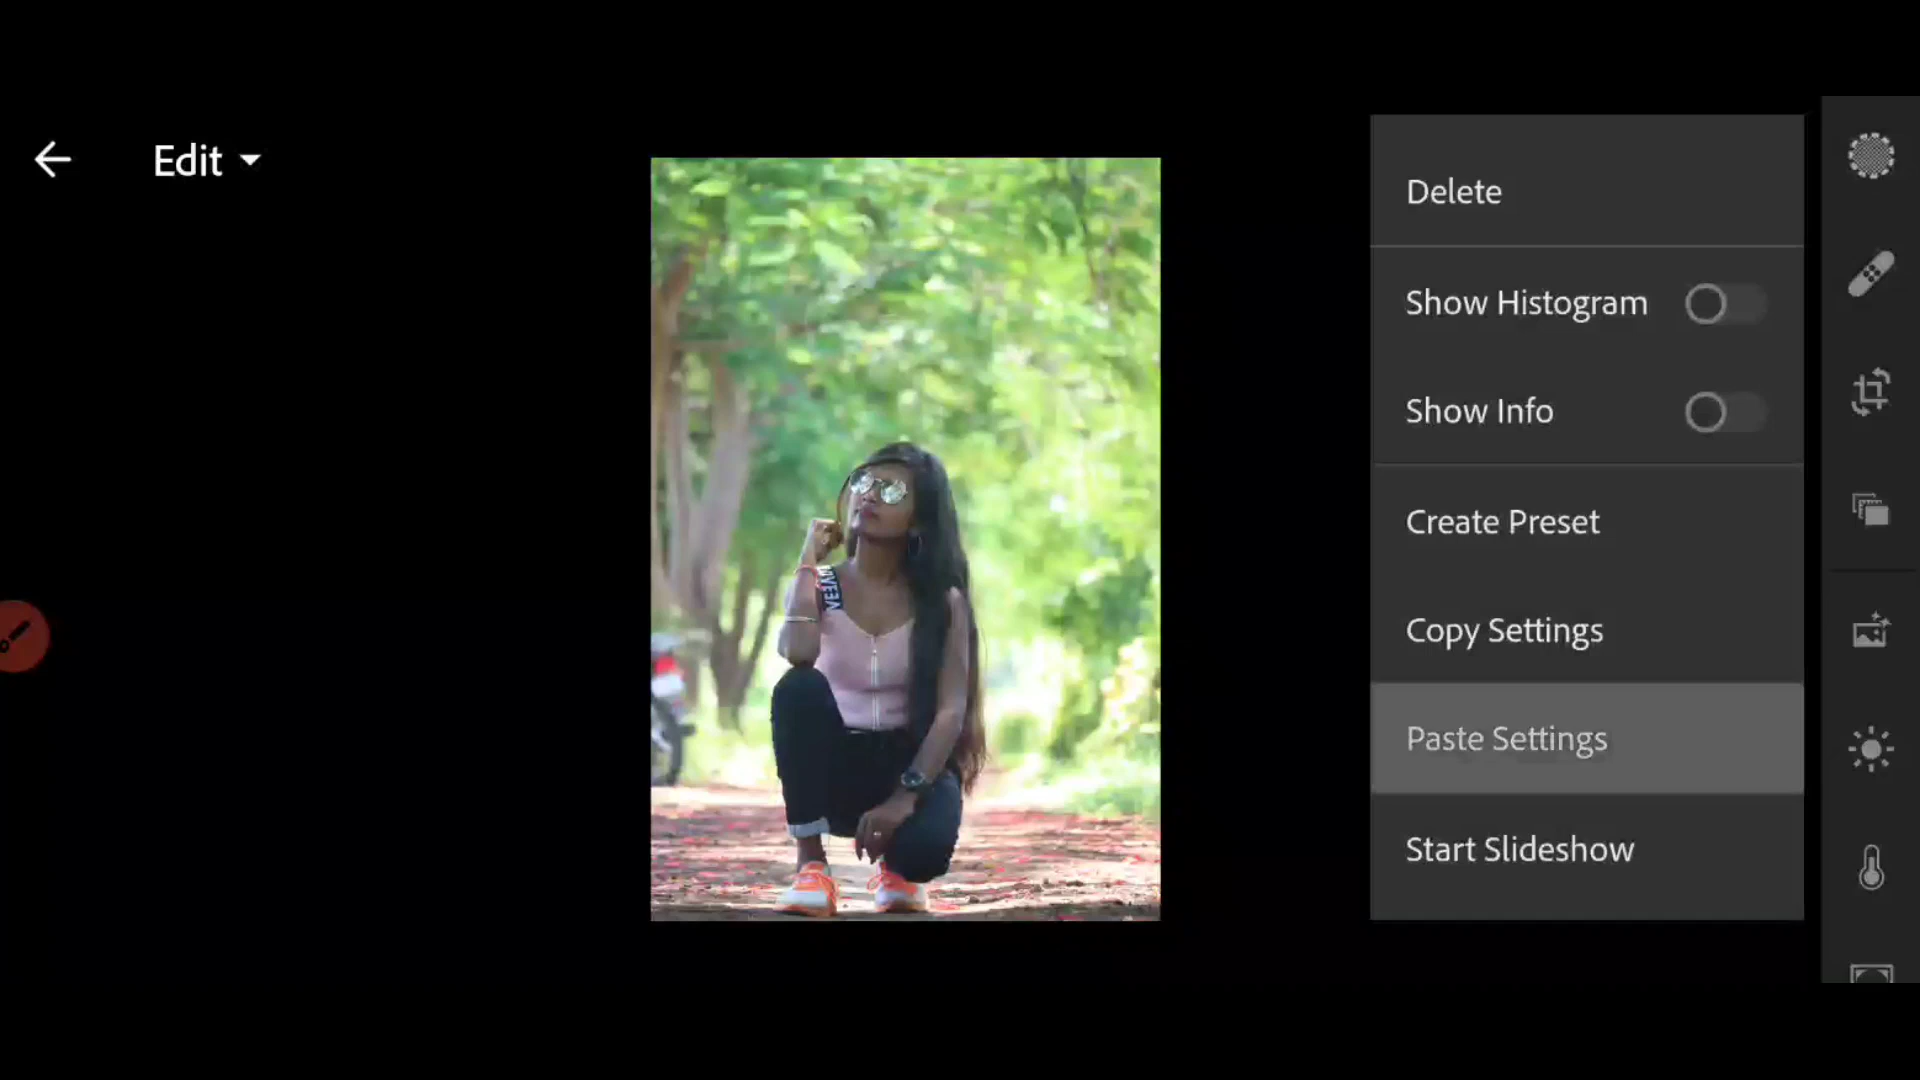 Edit
Delete
Show Histogram
Show Info
Create Preset
Copy Settings
Paste Settings
Start Slideshow